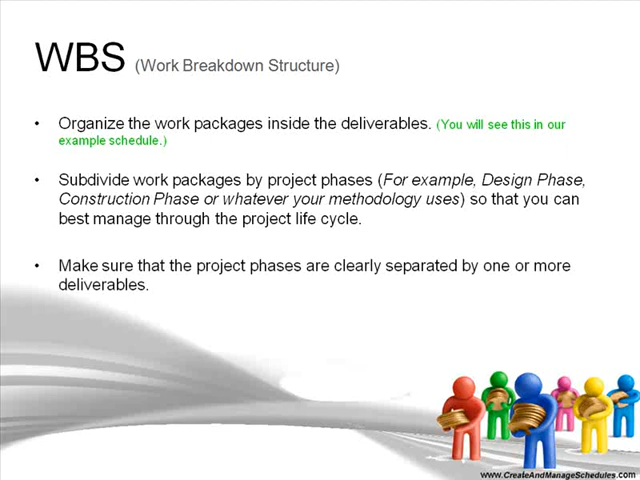 WBS (Work Breakdown Structure)
• Organize the work packages inside the deliverables. (You will see this in our
example schedule.)
• Subdivide work packages by project phases (For example, Design Phase,
Construction Phase or whatever your methodology uses) so that you can
best manage through the project life cycle.
• Make sure that the project phases are clearly separated by one or more
deliverables.
www.CreateAndManageSchedules.com